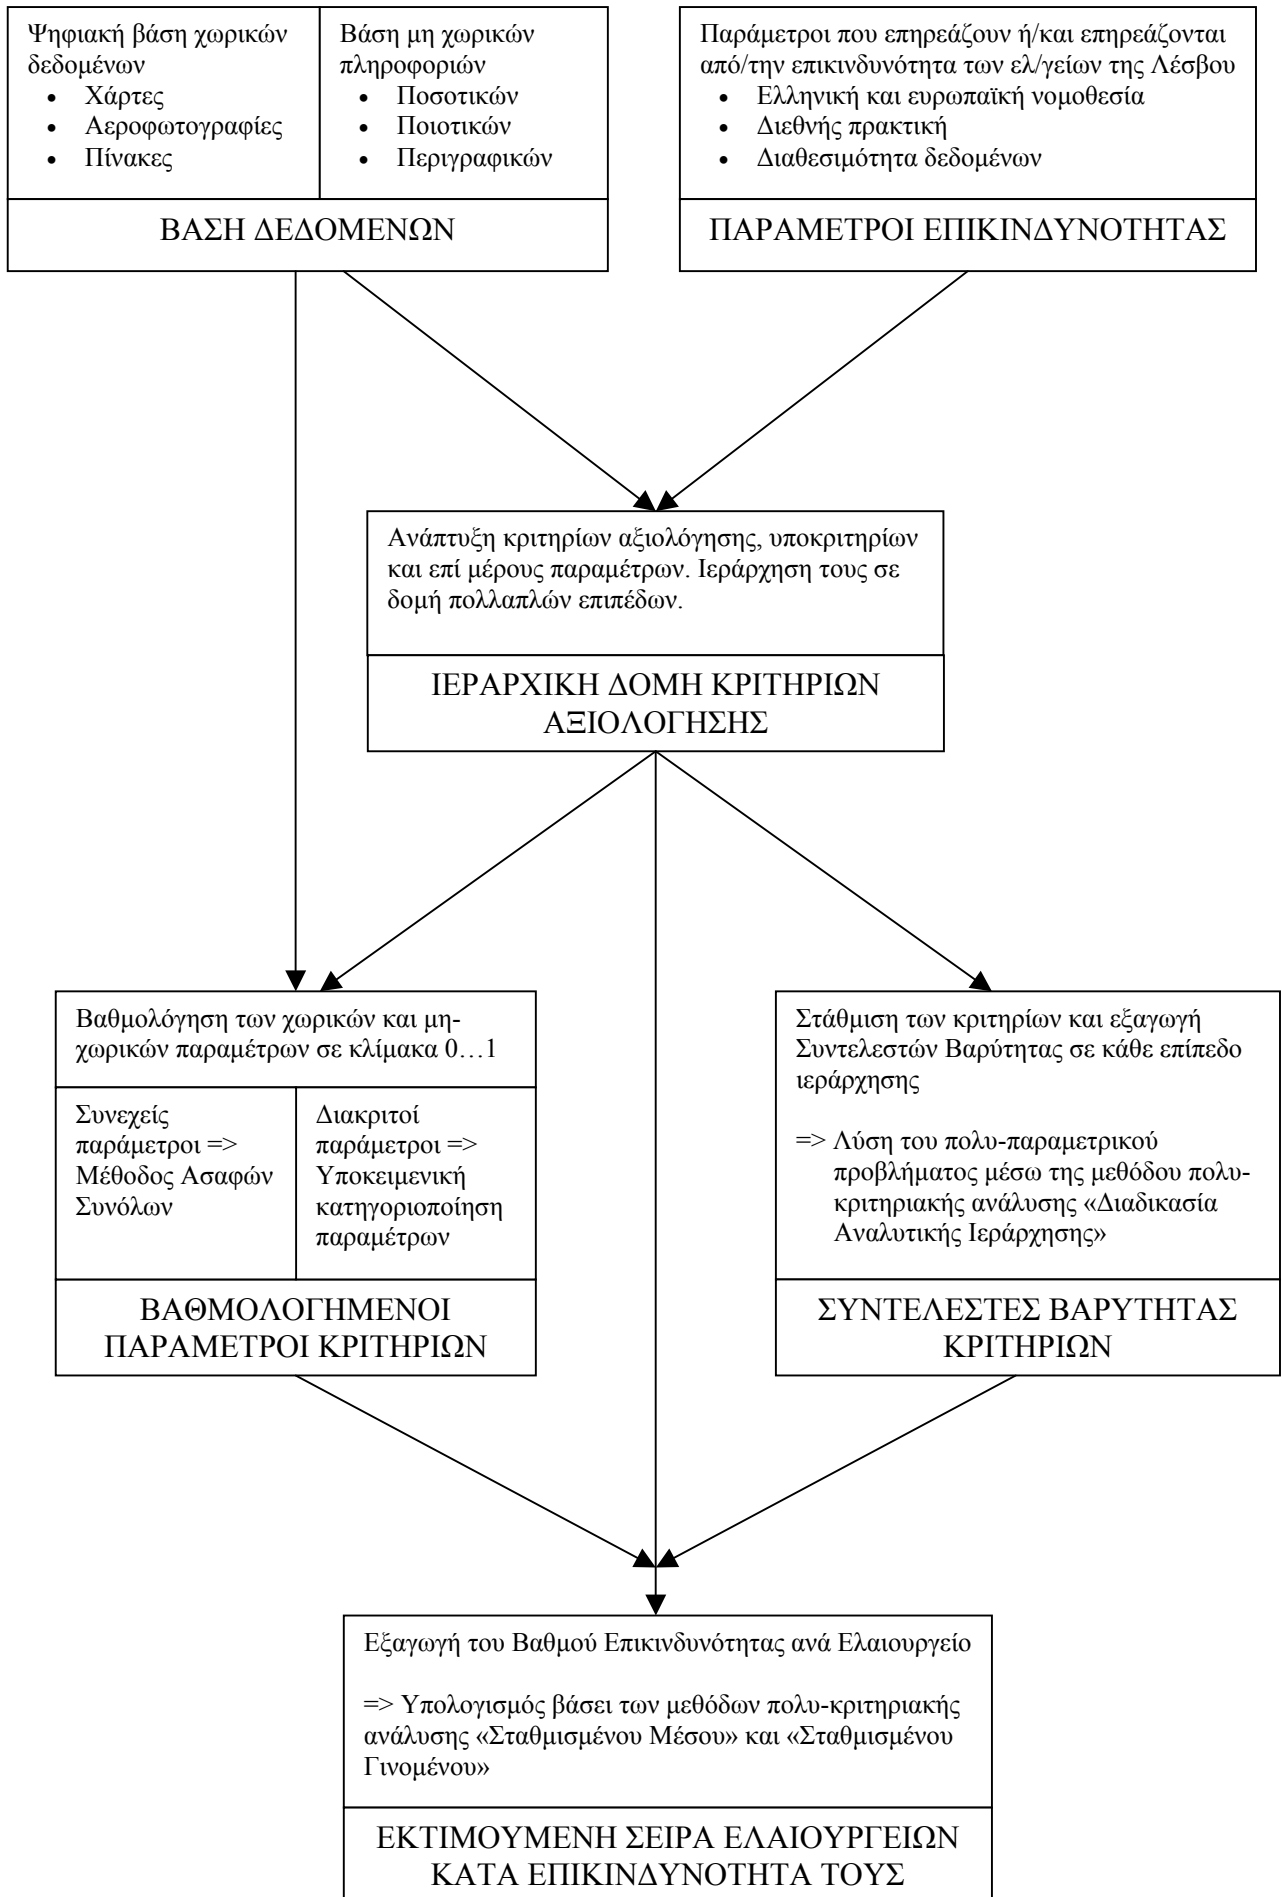 Ψηφιακή βάση χωρικών
δεδομένων
• Χάρτες
• Αεροφωτογραφίες
• Πίνακες
Βάση μη χωρικών
πληροφοριών
• Ποσοτικών
• Ποιοτικών
• Περιγραφικών
ΒΑΣΗ ΔΕΔΟΜΕΝΩΝ
Παράμετροι που επηρεάζουν ή/και επηρεάζονται
από/την επικινδυνότητα των ελ/γείων της Λέσβου
• Ελληνική και ευρωπαϊκή νομοθεσία
• Διεθνής πρακτική
• Διαθεσιμότητα δεδομένων
ΠΑΡΑΜΕΤΡΟΙ ΕΠΙΚΙΝΔΥΝΟΤΗΤΑΣ
Ανάπτυξη κριτηρίων αξιολόγησης, υποκριτηρίων
και επί μέρους παραμέτρων. Ιεράρχηση τους σε
δομή πολλαπλών επιπέδων.
ΙΕΡΑΡΧΙΚΗ ΔΟΜΗ ΚΡΙΤΗΡΙΩΝ
ΑΞΙΟΛΟΓΗΣΗΣ
Βαθμολόγηση των χωρικών και μη-
χωρικών παραμέτρων σε κλίμακα 0…1
Συνεχείς
παράμετροι =>
Μέθοδος Ασαφών
Συνόλων
Διακριτοί
παράμετροι =>
Υποκειμενική
κατηγοριοποίηση
παραμέτρων
ΒΑΘΜΟΛΟΓΗΜΕΝΟΙ
ΠΑΡΑΜΕΤΡΟΙ ΚΡΙΤΗΡΙΩΝ
Στάθμιση των κριτηρίων και εξαγωγή
Συντελεστών Βαρύτητας σε κάθε επίπεδο
ιεράρχησης
=> Λύση του πολυ-παραμετρικού
προβλήματος μέσω της μεθόδου πολυ-
κριτηριακής ανάλυσης «Διαδικασία
Αναλυτικής Ιεράρχησης»
ΣΥΝΤΕΛΕΣΤΕΣ ΒΑΡΥΤΗΤΑΣ
ΚΡΙΤΗΡΙΩΝ
Εξαγωγή του Βαθμού Επικινδυνότητας ανά Ελαιουργείο
=> Υπολογισμός βάσει των μεθόδων πολυ-κριτηριακής
ανάλυσης «Σταθμισμένου Μέσου» και «Σταθμισμένου
Γινομένου»
ΕΚΤΙΜΟΥΜΕΝΗ ΣΕΙΡΑ ΕΛΑΙΟΥΡΓΕΙΩΝ
ΚΑΤΑ ΕΠΙΚΙΝΔΥΝΟΤΗΤΑ ΤΟΥΣ